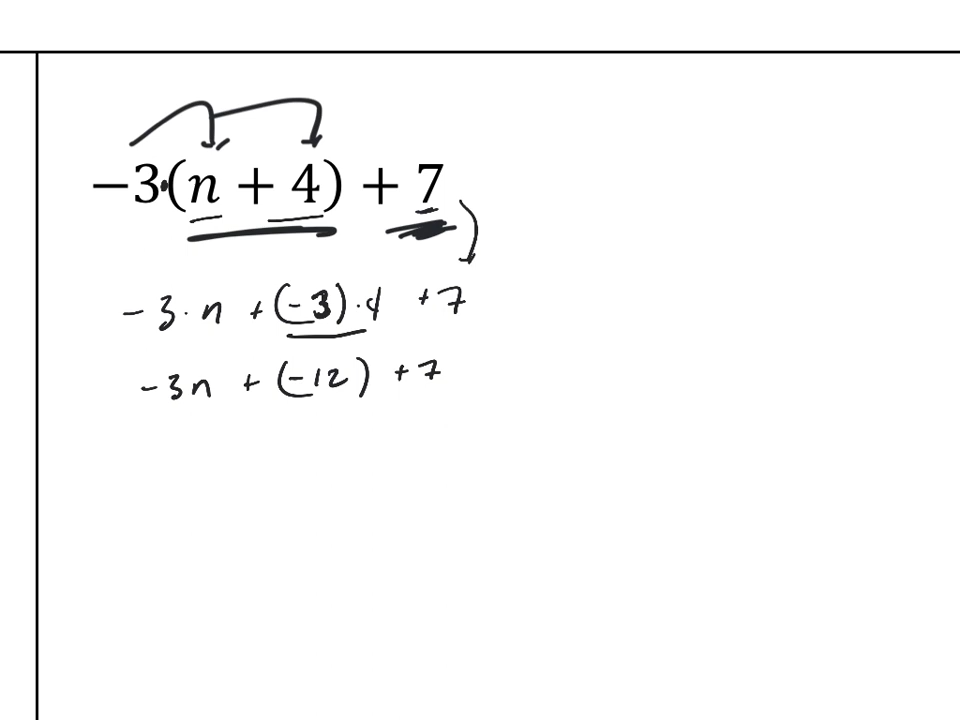 −3·(n + 4) + 7
-3·n +(-3)·4 +7
-3n +(-12) +7